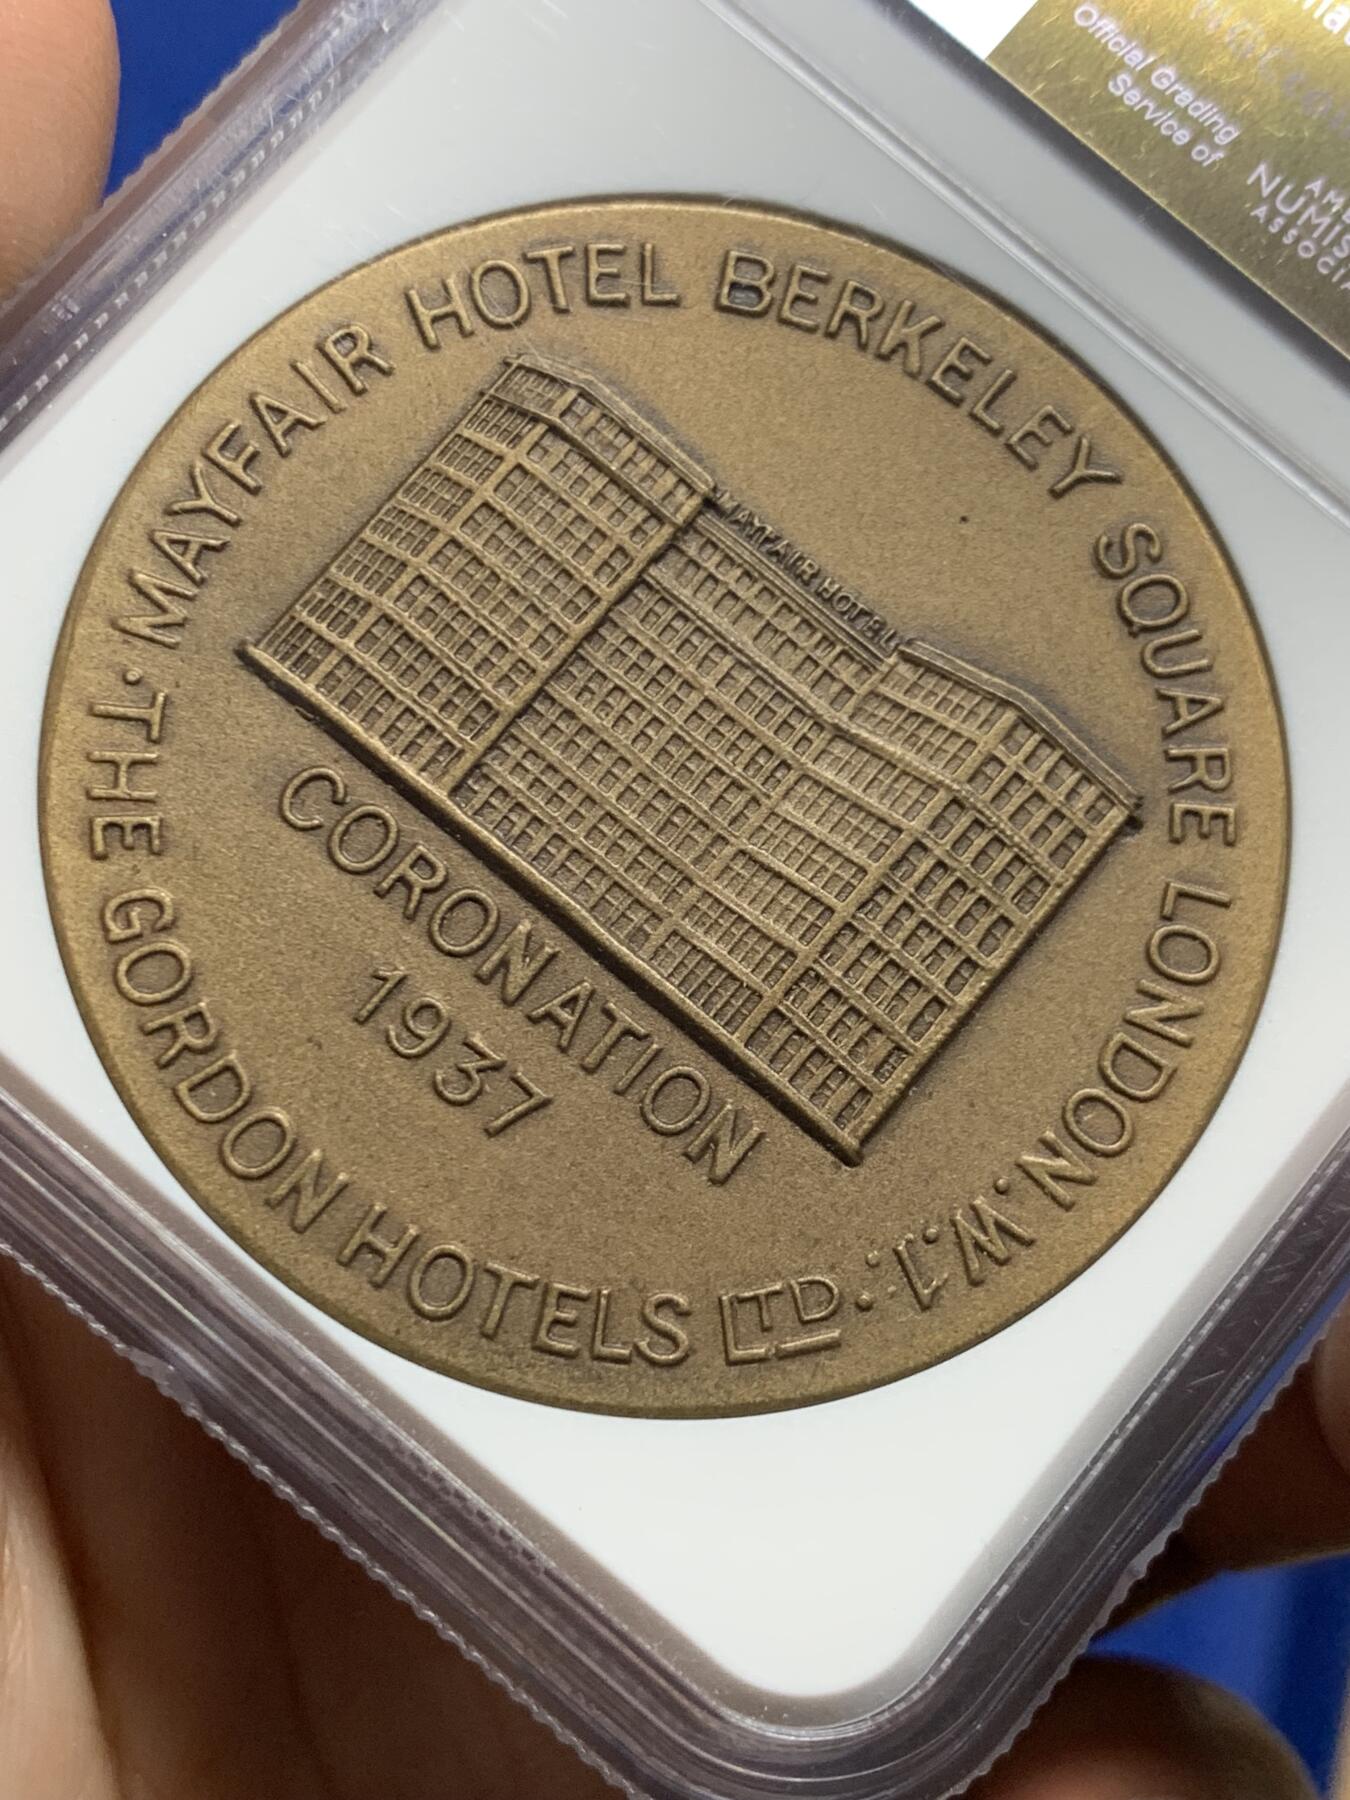 · MAYFAIR HOTEL BERKELEY SQUARE LONDON. W.1. :
MAYFAIR HOTEL
CORONATION
1937
THE GORDON HOTELS LTD
Official Grading
Service of
NUMIS
ASSOCIA